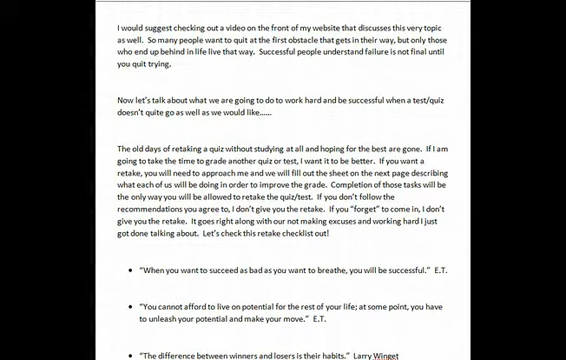 I would suggest checking out a video on the front of my website that discusses this very topic
as well.  So many people want to quit at the first obstacle that gets in their way, but only those
who end up behind in life live that way.  Successful people understand failure is not final until
you quit trying.
Now let's talk about what we are going to do to work hard and be successful when a test/quiz
doesn't quite go as well as we would like......
The old days of retaking a quiz without studying at all and hoping for the best are gone.  If I am
going to take the time to grade another quiz or test, I want it to be better.  If you want a
retake, you will need to approach me and we will fill out the sheet on the next page describing
what each of us will be doing in order to improve the grade.  Completion of those tasks will be
the only way you will be allowed to retake the quiz/test.  If you don't follow the
recommendations you agree to, I don't give you the retake.  If you "forget" to come in, I don't
give you the retake.  It goes right along with our not making excuses and working hard I just
got done talking about.  Let's check this retake checklist out!
• "When you want to succeed as bad as you want to breathe, you will be successful."  E.T.
• "You cannot afford to live on potential for the rest of your life; at some point, you have
to unleash your potential and make your move."  E.T.
• "The difference between winners and losers is their habits."  Larry Winget